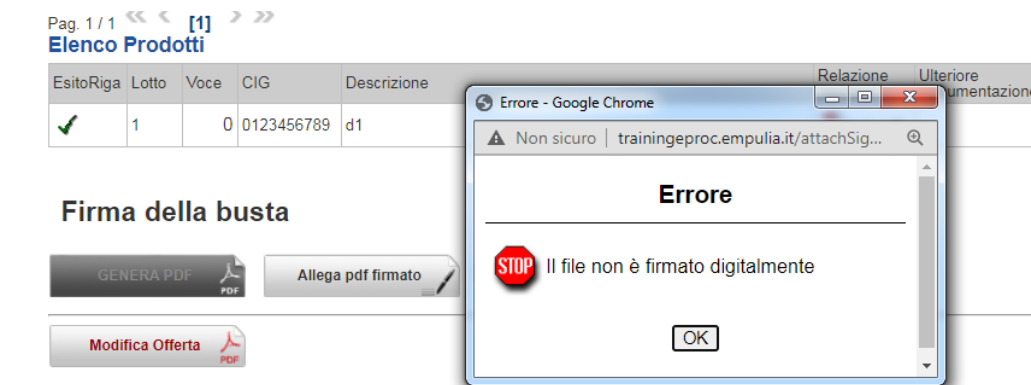 Pag. 1 / 1 [1]
Elenco Prodotti
EsitoRiga Lotto Voce CIG Descrizione Relazione Ulteriore
1 0 0123456789 d1
Errore - Google Chrome
Non sicuro | trainingeproc.empulia.it/attachSig...
Errore
STOP Il file non è firmato digitalmente
OK
Firma della busta
GENERA PDF PDF
Allega pdf firmato
Modifica Offerta PDF